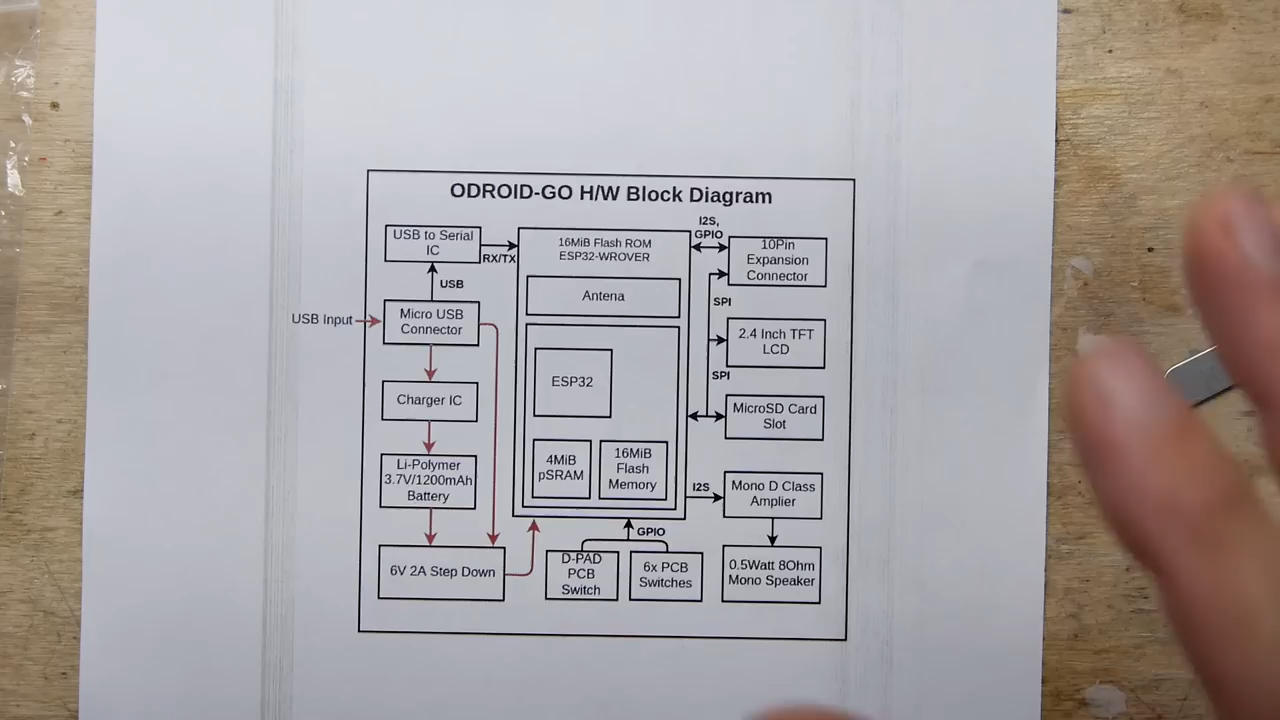 ODROID-GO H/W Block Diagram
USB to Serial
IC
RX/TX
USB
USB Input
Micro USB
Connector
Charger IC
Li-Polymer
3.7V/1200mAh
Battery
6V 2A Step Down
16MiB Flash ROM
ESP32-WROVER
Antena
ESP32
4MiB
pSRAM
16MiB
Flash
Memory
GPIO
D-PAD
PCB
Switch
6x PCB
Switches
I2S,
GPIO
10Pin
Expansion
Connector
SPI
2.4 Inch TFT
LCD
SPI
MicroSD Card
Slot
I2S
Mono D Class
Amplier
0.5Watt 8Ohm
Mono Speaker